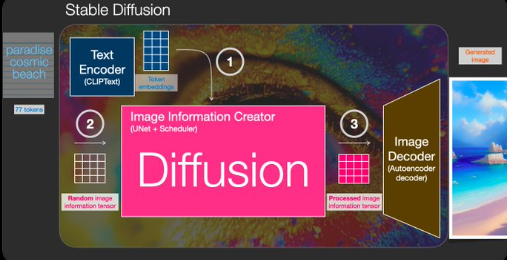 Stable Diffusion
paradise
cosmic
beach
77 tokens
Text
Encoder
(CLIPText)
Token
embeddings
1
Generated
image
2
Image Information Creator
(UNet + Scheduler)
Diffusion
3
Image
Decoder
(Autoencoder
decoder)
Random image
information tensor
Processed image
information tensor